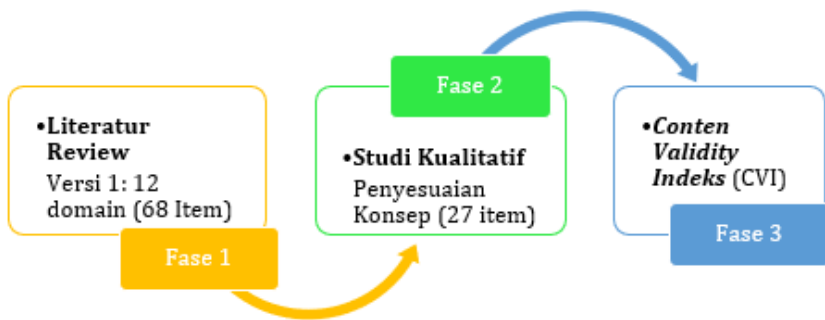 •Literatur
Review
Versi 1: 12
domain (68 Item)
Fase 1
Fase 2
•Studi Kualitatif
Penyesuaian
Konsep (27 item)
•Conten
Validity
Indeks (CVI)
Fase 3